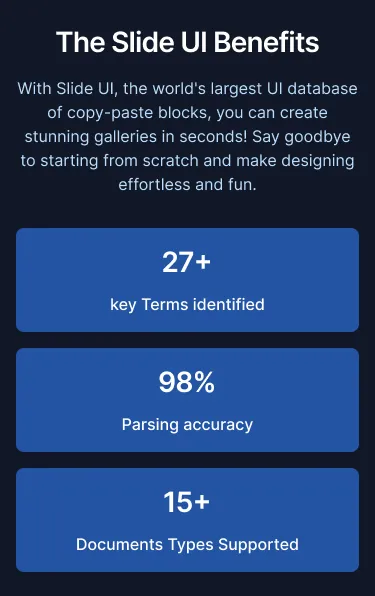 The Slide UI Benefits
With Slide UI, the world's largest UI database
of copy-paste blocks, you can create
stunning galleries in seconds! Say goodbye
to starting from scratch and make designing
effortless and fun.
27+
key Terms identified
98%
Parsing accuracy
15+
Documents Types Supported